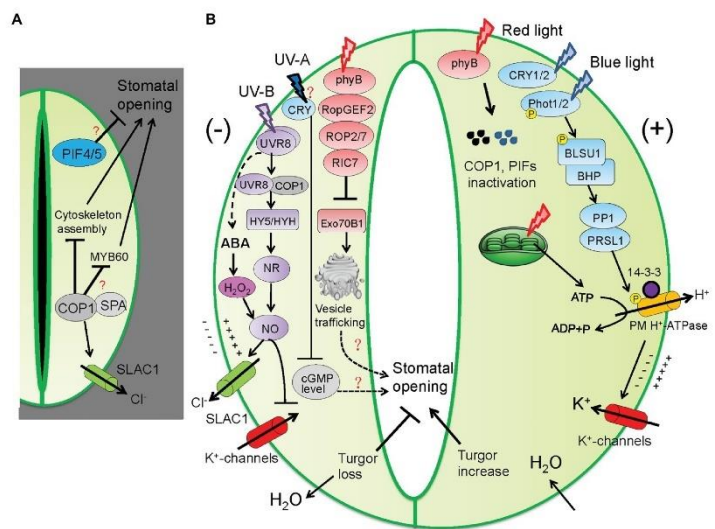 A
Stomatal
opening
?
PIF4/5
Cytoskeleton
assembly
MYB60
?
COP1
SPA
SLAC1
Cl⁻
B
(-)
UV-A
UV-B
?
CRY
UVR8
UVR8
COP1
HY5/HYH
ABA
NR
H₂O₂
NO
phyB
RopGEF2
ROP2/7
RIC7
Exo70B1
Vesicle
trafficking
?
cGMP
level
?
- - - -
+ + + +
Cl⁻
SLAC1
K⁺-channels
H₂O
Turgor
loss
Stomatal
opening
Turgor
increase
Red light
Blue light
(+)
phyB
CRY1/2
Phot1/2
P
COP1, PIFs
inactivation
P
BLSU1
BHP
PP1
PRSL1
14-3-3
P
H⁺
ATP
ADP+P
PM H⁺-ATPase
- - - -
+ + + +
K⁺
K⁺-channels
H₂O